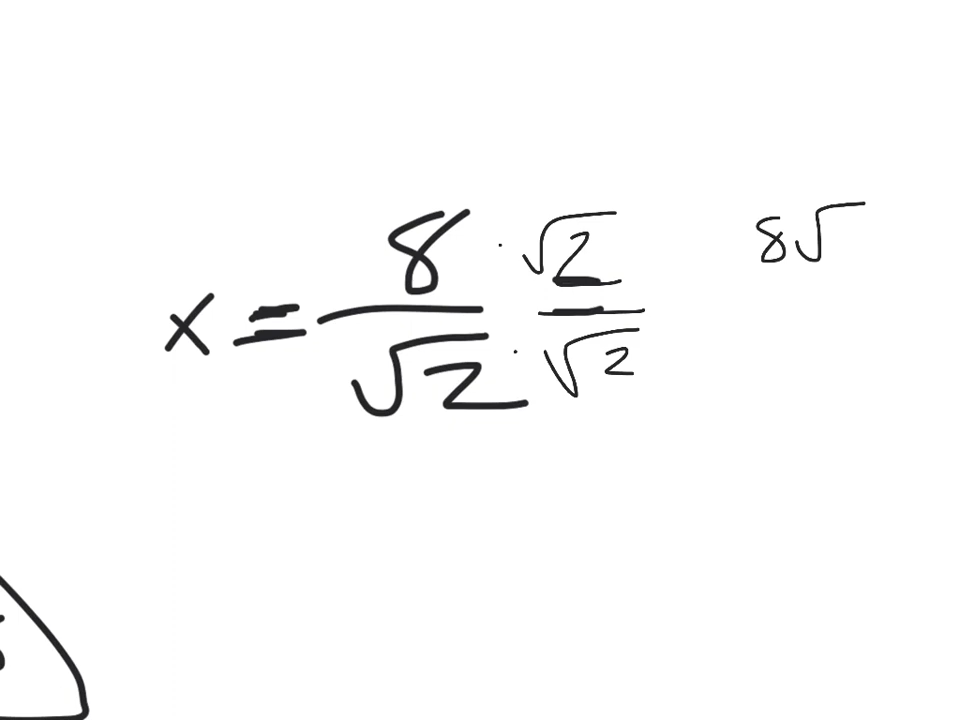 x = 8/√2 · √2/√2 8√